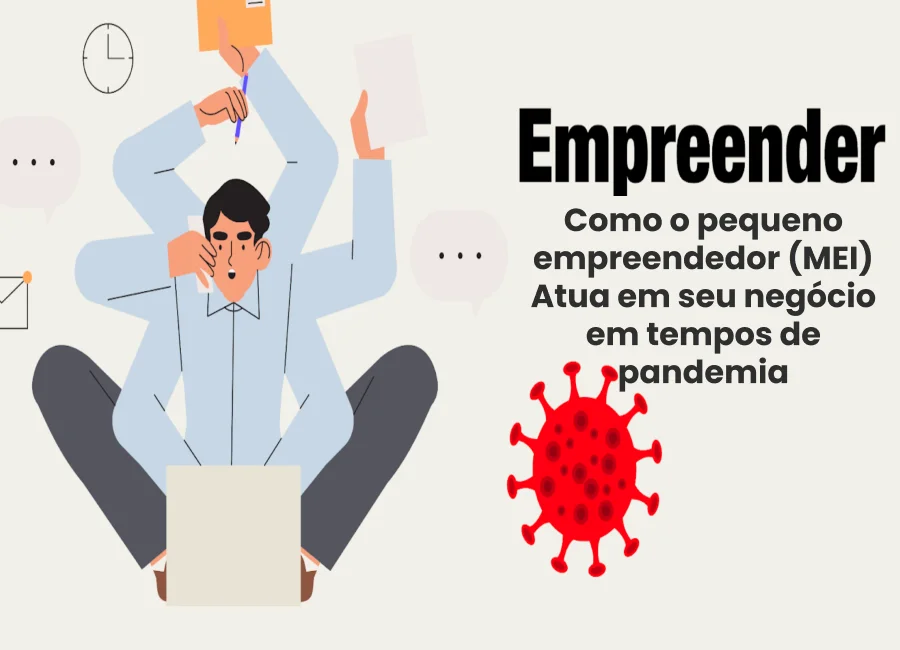 Empreender
Como o pequeno
empreendedor (MEI)
Atua em seu negócio
em tempos de
pandemia